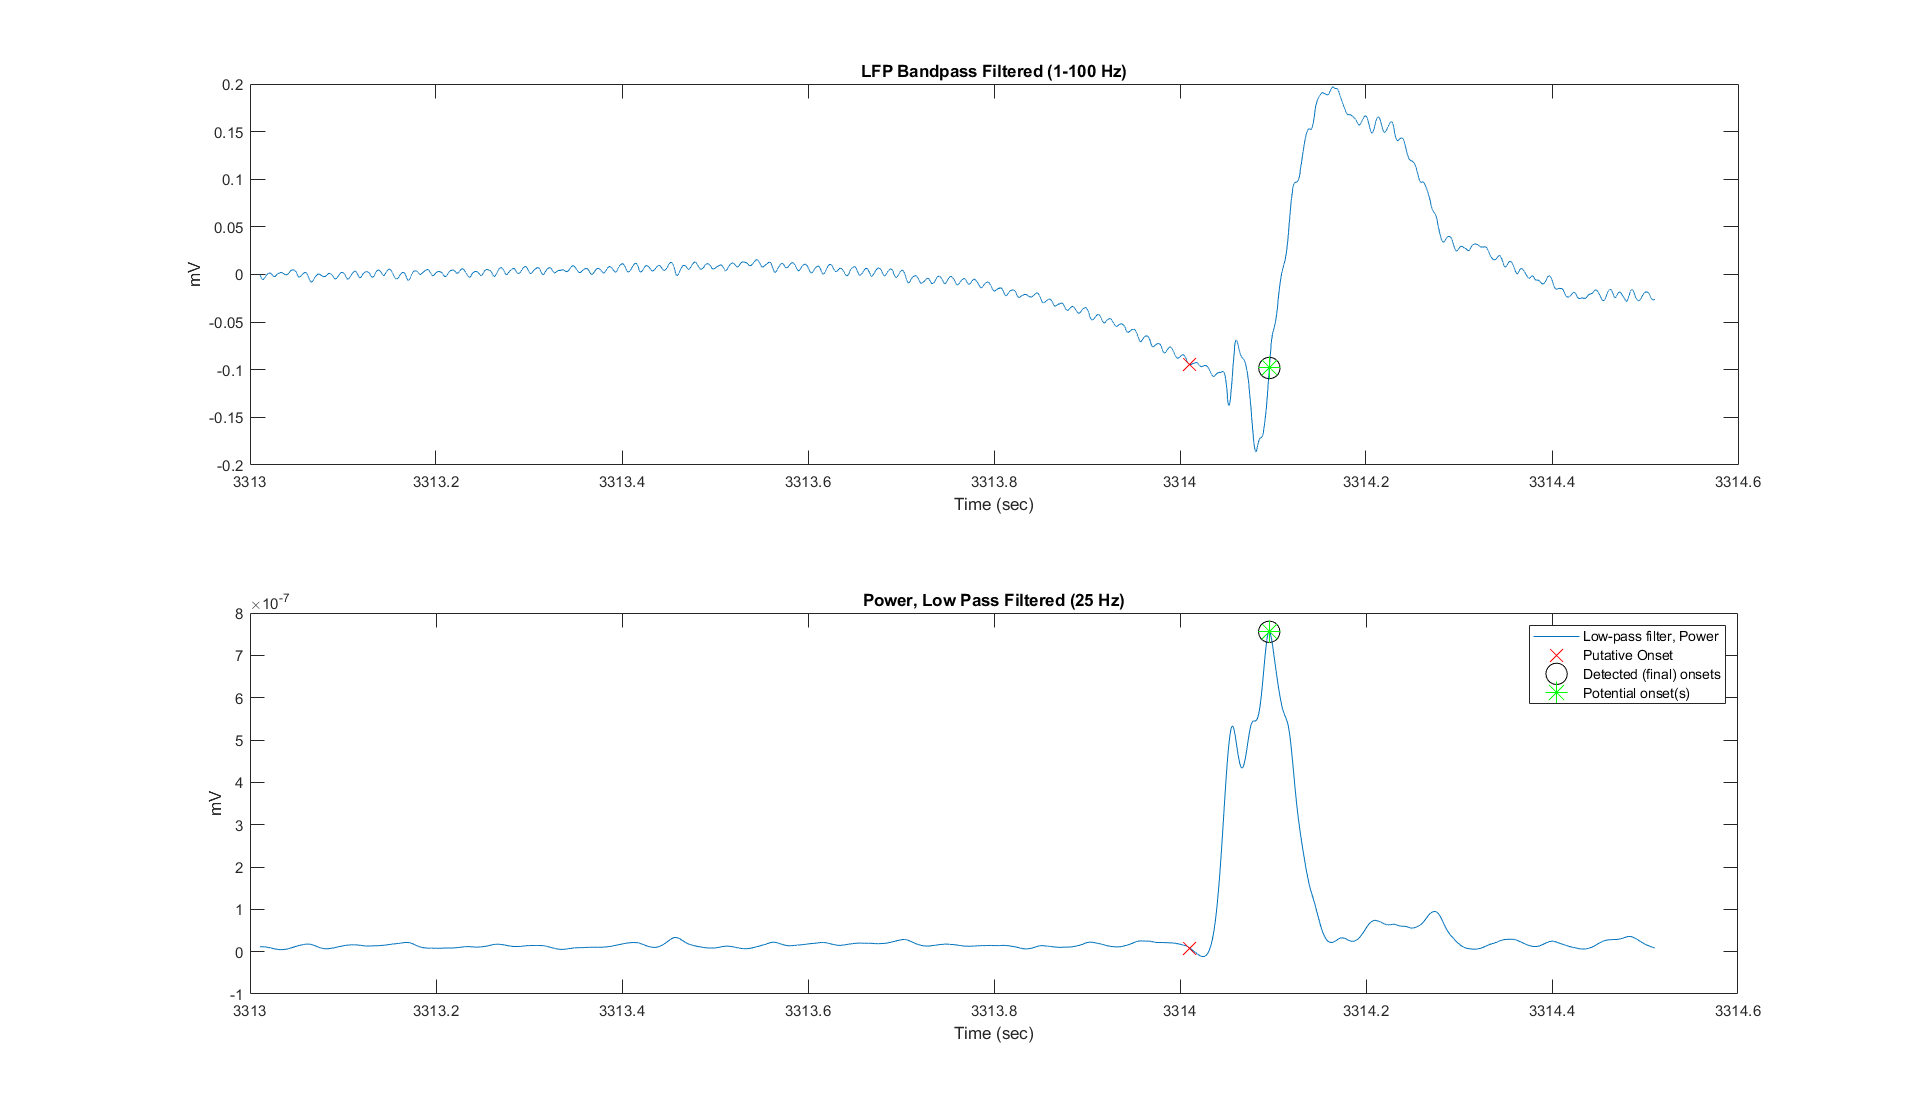 LFP Bandpass Filtered (1-100 Hz)
0.2
0.15
0.1
0.05
0
-0.05
-0.1
-0.15
-0.2
mV
3313 3313.2 3313.4 3313.6 3313.8 3314 3314.2 3314.4 3314.6
Time (sec)
Power, Low Pass Filtered (25 Hz)
×10-7
8
7
6
5
4
3
2
1
0
-1
mV
Low-pass filter, Power
Putative Onset
Detected (final) onsets
Potential onset(s)
3313 3313.2 3313.4 3313.6 3313.8 3314 3314.2 3314.4 3314.6
Time (sec)